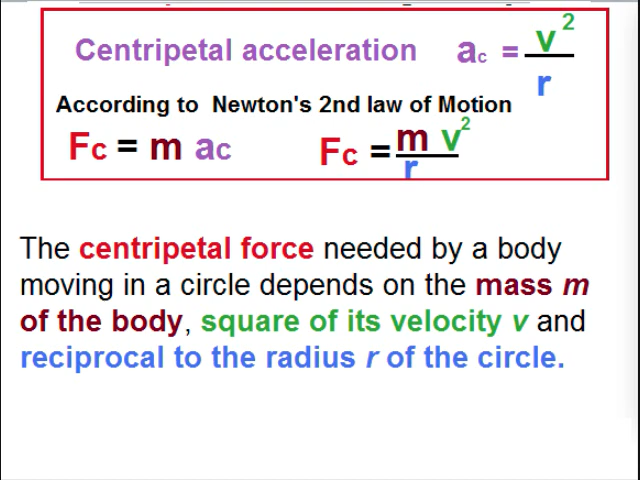 Centripetal acceleration ac = v²
r
According to Newton's 2nd law of Motion
Fc = m ac Fc = m v²
r
The centripetal force needed by a body
moving in a circle depends on the mass m
of the body, square of its velocity v and
reciprocal to the radius r of the circle.